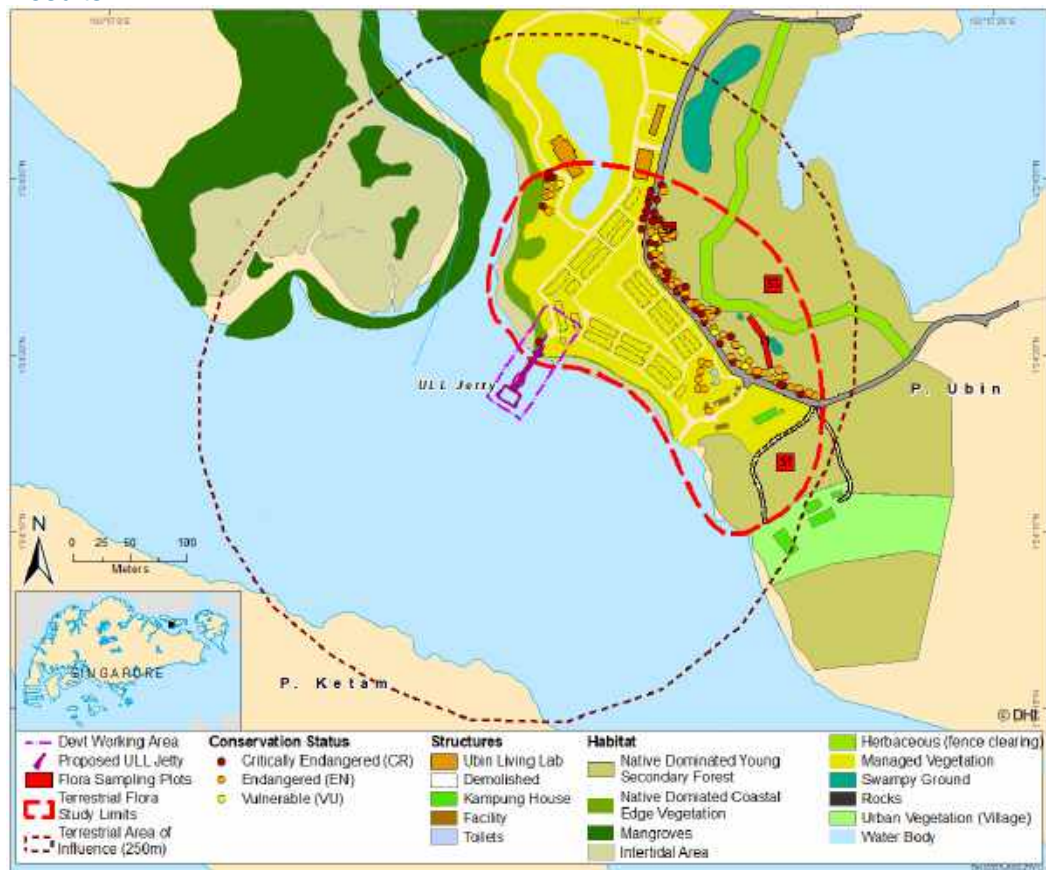 N
0 25 50 100
Meters
SINGAPORE
ULL Jetty
P. Ubin
P. Ketam
© DHI
Devt Working Area
Proposed ULL Jetty
Flora Sampling Plots
Terrestrial Flora
Study Limits
Terrestrial Area of
Influence (250m)
Conservation Status
Critically Endangered (CR)
Endangered (EN)
Vulnerable (VU)
Structures
Ubin Living Lab
Demolished
Kampung House
Facility
Toilets
Habitat
Native Dominated Young
Secondary Forest
Native Domiated Coastal
Edge Vegetation
Mangroves
Intertidal Area
Herbaceous (fence clearing)
Managed Vegetation
Swampy Ground
Rocks
Urban Vegetation (Village)
Water Body